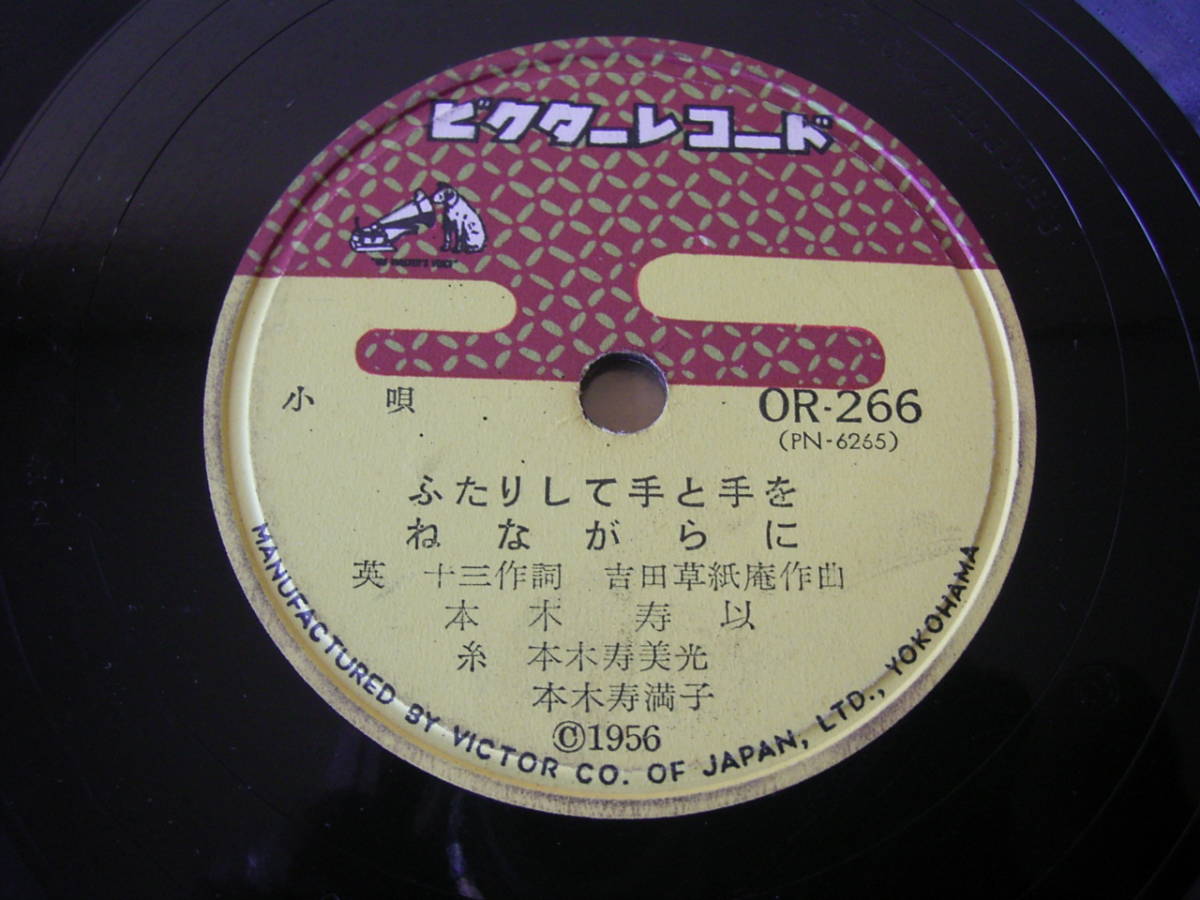 ビクターレコード
"HIS MASTER'S VOICE"
小唄
OR-266
(PN-6265)
ふたりして手と手を
ねながらに
英 十三作詞 吉田草紙庵作曲
本木寿以
糸 本木寿美光
本木寿満子
©1956
MANUFACTURED BY VICTOR CO. OF JAPAN, LTD., YOKOHAMA